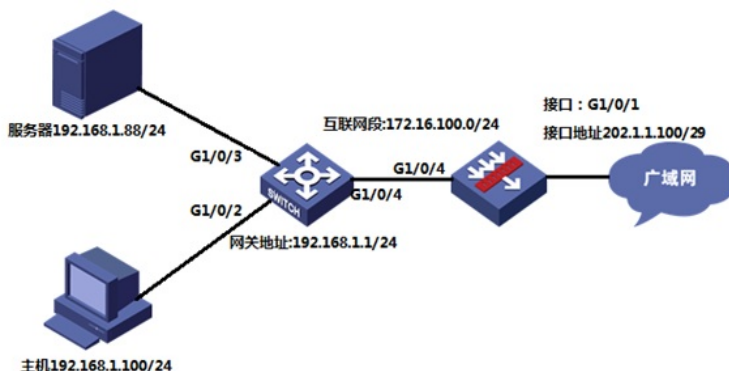 服务器192.168.1.88/24
G1/0/3
G1/0/2
SWITCH
网关地址:192.168.1.1/24
互联网段:172.16.100.0/24
G1/0/4
G1/0/4
接口：G1/0/1
接口地址202.1.1.100/29
广域网
主机192.168.1.100/24